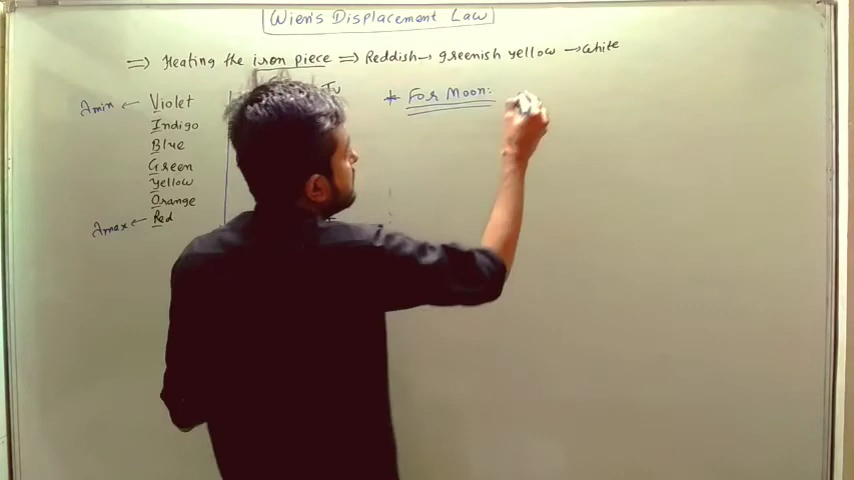 Wien's Displacement Law
⇒ Heating the iron piece ⇒ Reddish → greenish yellow → White
λmin ← Violet
Indigo
Blue
Green
Yellow
Orange
λmax ← Red
* For Moon: